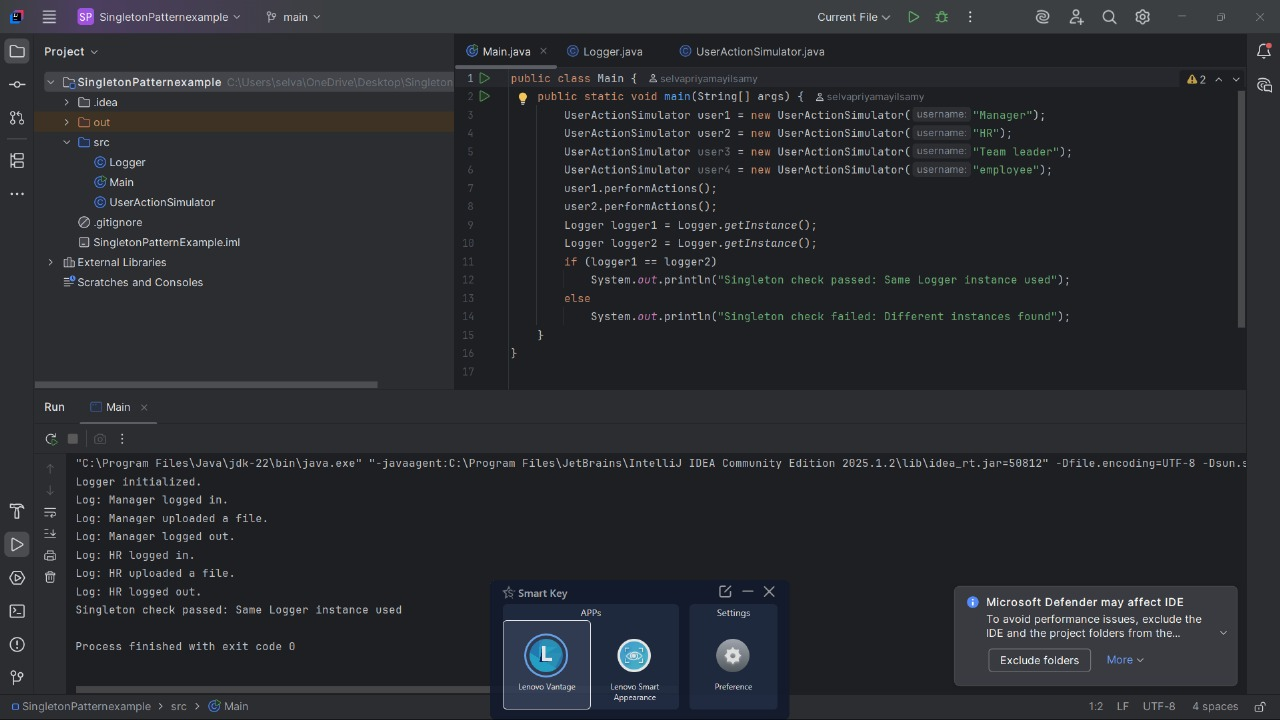 SP SingletonPatternexample main Current File
Project
SingletonPatternexample C:\Users\selva\OneDrive\Desktop\Singleton
.idea
out
src
Logger
Main
UserActionSimulator
.gitignore
SingletonPatternExample.iml
External Libraries
Scratches and Consoles
Main.java Logger.java UserActionSimulator.java
2
1 public class Main { selvapriyamayilsamy
2 public static void main(String[] args) { selvapriyamayilsamy
3 UserActionSimulator user1 = new UserActionSimulator( username: "Manager");
4 UserActionSimulator user2 = new UserActionSimulator( username: "HR");
5 UserActionSimulator user3 = new UserActionSimulator( username: "Team leader");
6 UserActionSimulator user4 = new UserActionSimulator( username: "employee");
7 user1.performActions();
8 user2.performActions();
9 Logger logger1 = Logger.getInstance();
10 Logger logger2 = Logger.getInstance();
11 if (logger1 == logger2)
12 System.out.println("Singleton check passed: Same Logger instance used");
13 else
14 System.out.println("Singleton check failed: Different instances found");
15 }
16 }
17
Run Main
"C:\Program Files\Java\jdk-22\bin\java.exe" "-javaagent:C:\Program Files\JetBrains\IntelliJ IDEA Community Edition 2025.1.2\lib\idea_rt.jar=50812" -Dfile.encoding=UTF-8 -Dsun.s
Logger initialized.
Log: Manager logged in.
Log: Manager uploaded a file.
Log: Manager logged out.
Log: HR logged in.
Log: HR uploaded a file.
Log: HR logged out.
Singleton check passed: Same Logger instance used
Process finished with exit code 0
Smart Key
APPs Settings
L
Lenovo Vantage
Lenovo Smart
Appearance
Preference
Microsoft Defender may affect IDE
To avoid performance issues, exclude the
IDE and the project folders from the...
Exclude folders More
SingletonPatternexample > src > Main 1:2 LF UTF-8 4 spaces